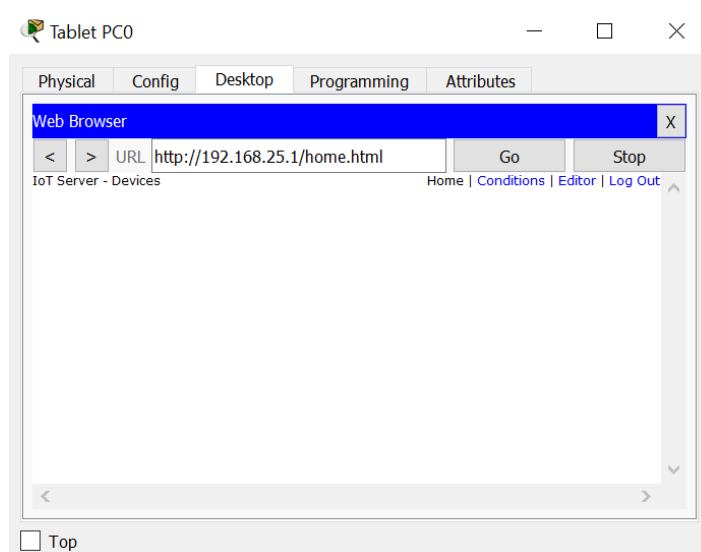 Tablet PC0
Physical Config Desktop Programming Attributes
Web Browser X
< > URL http://192.168.25.1/home.html Go Stop
IoT Server - Devices Home | Conditions | Editor | Log Out
Top